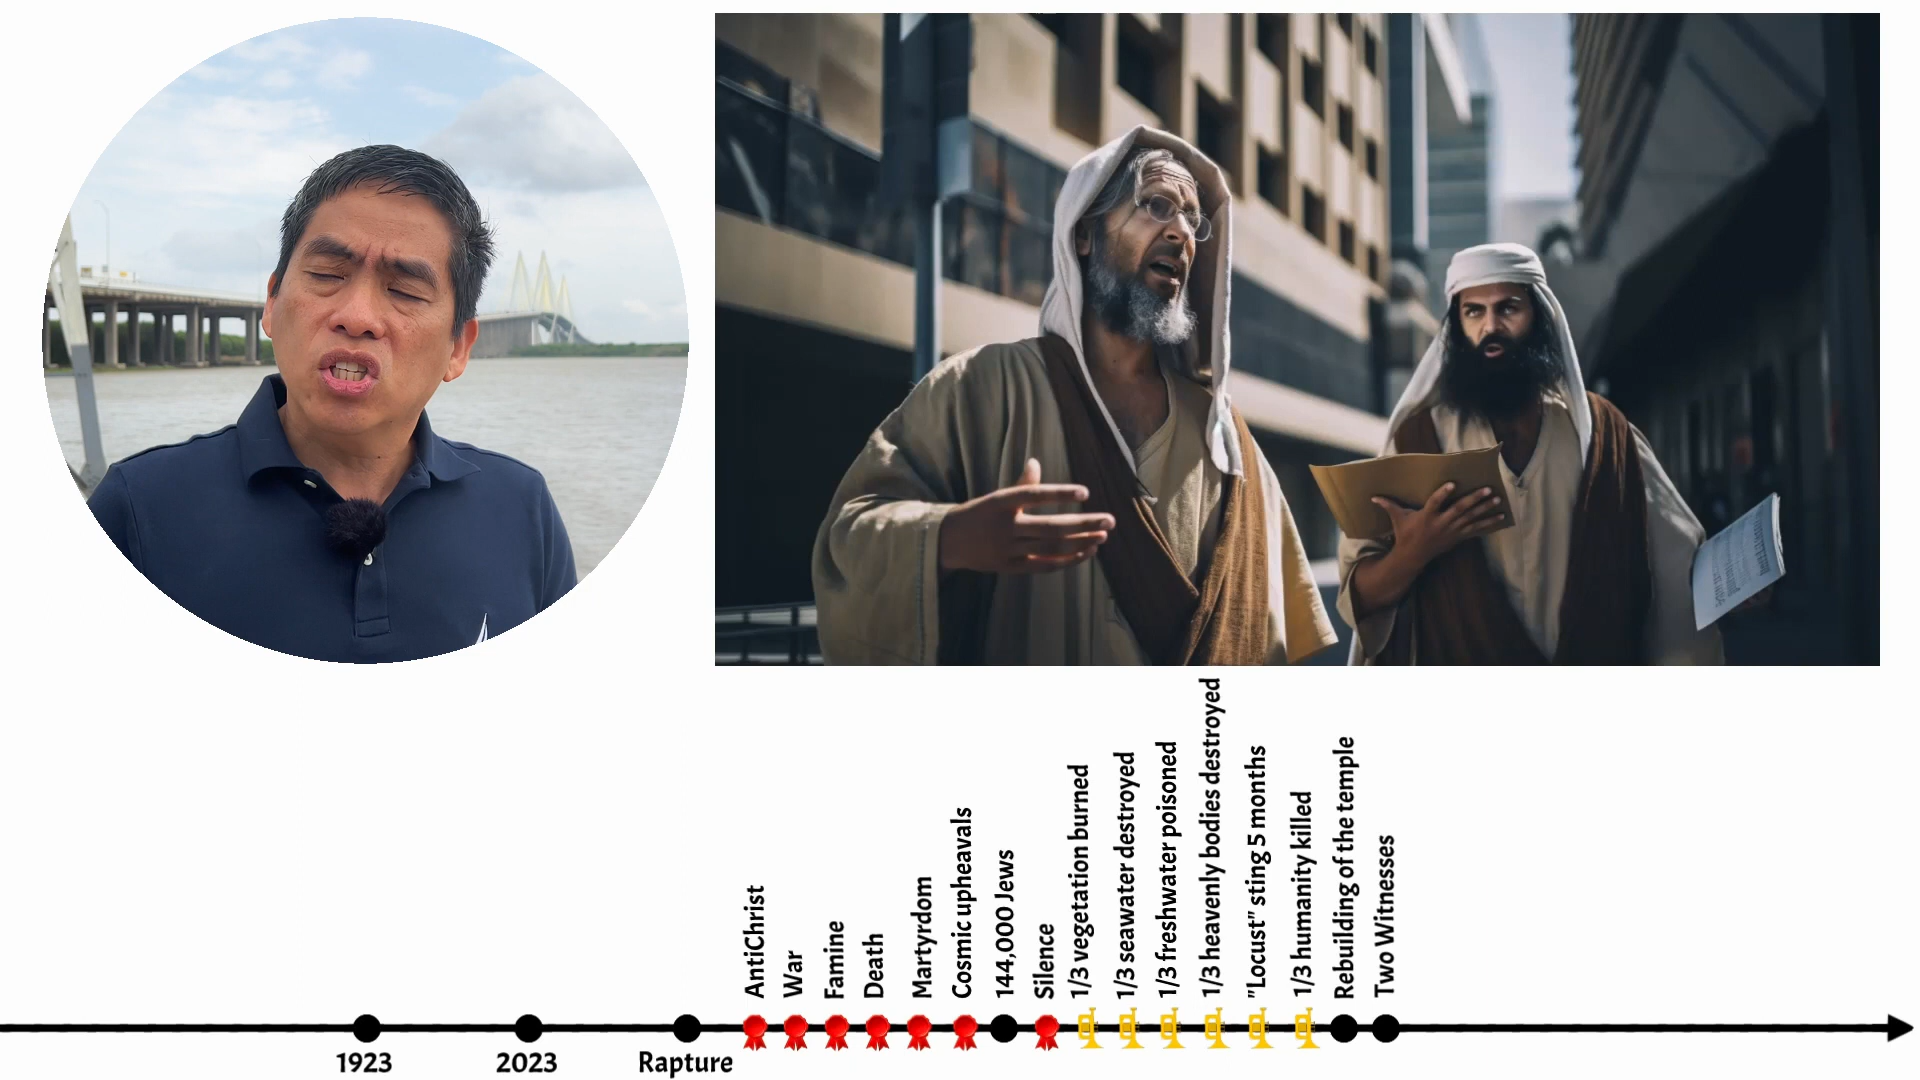 AntiChrist
War
Famine
Death
Martyrdom
Cosmic upheavals
144,000 Jews
Silence
1/3 vegetation burned
1/3 seawater destroyed
1/3 freshwater poisoned
1/3 heavenly bodies destroyed
"Locust" sting 5 months
1/3 humanity killed
Rebuilding of the temple
Two Witnesses
1923
2023
Rapture